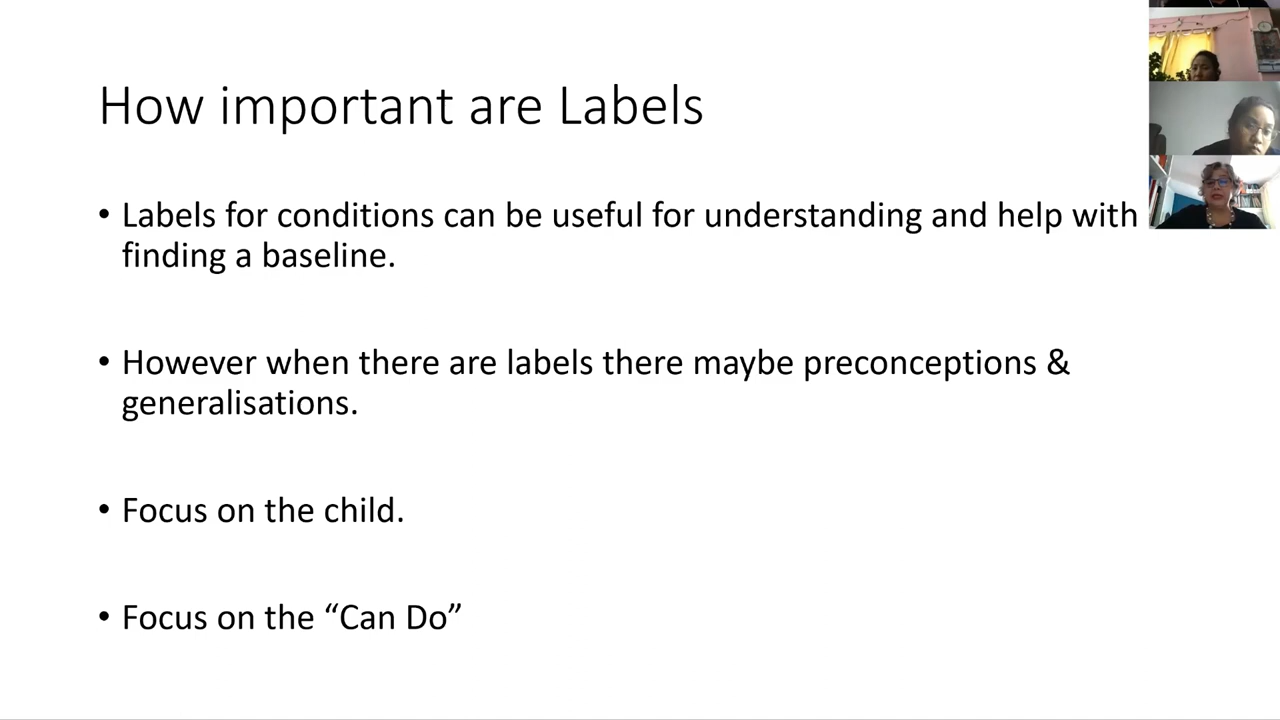 How important are Labels
• Labels for conditions can be useful for understanding and help with
finding a baseline.
• However when there are labels there maybe preconceptions &
generalisations.
• Focus on the child.
• Focus on the “Can Do”